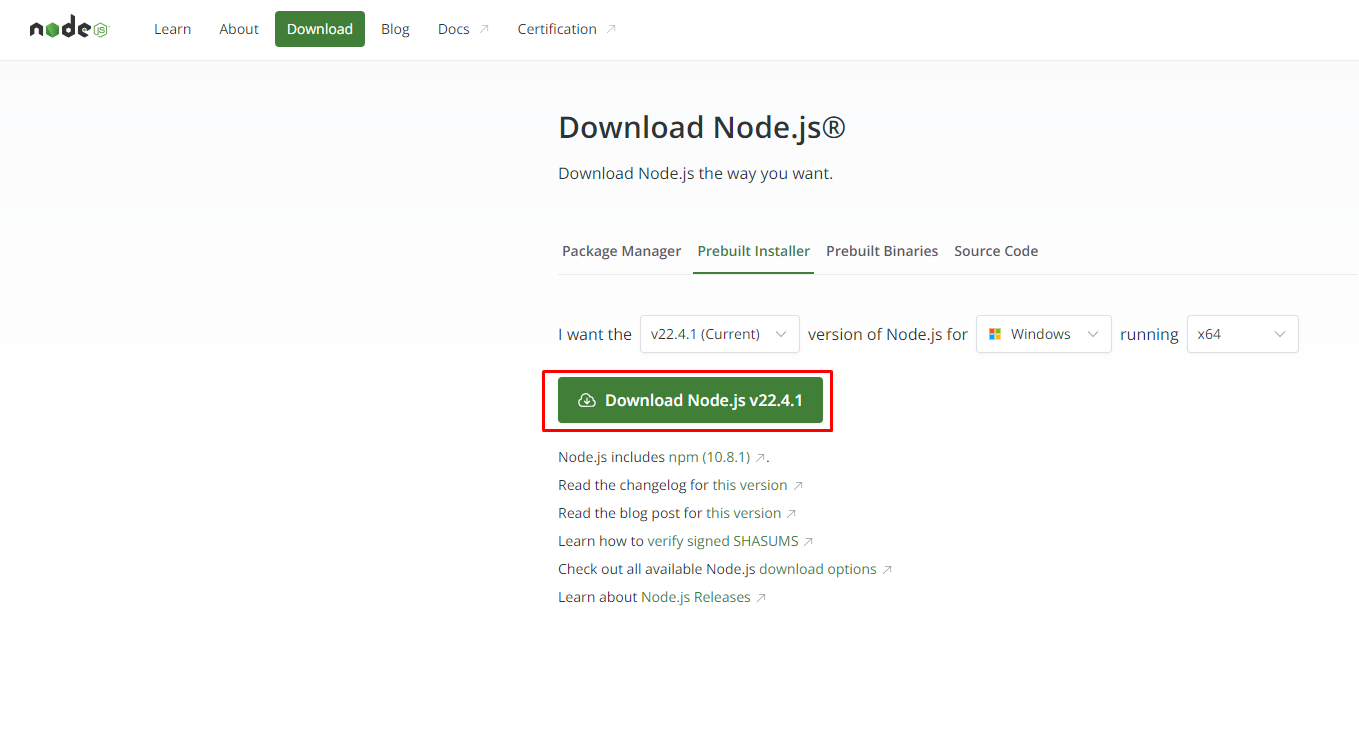 node JS
Learn About Download Blog Docs Certification
Download Node.js®
Download Node.js the way you want.
Package Manager Prebuilt Installer Prebuilt Binaries Source Code
I want the v22.4.1 (Current) version of Node.js for Windows running x64
Download Node.js v22.4.1
Node.js includes npm (10.8.1) .
Read the changelog for this version
Read the blog post for this version
Learn how to verify signed SHASUMS
Check out all available Node.js download options
Learn about Node.js Releases